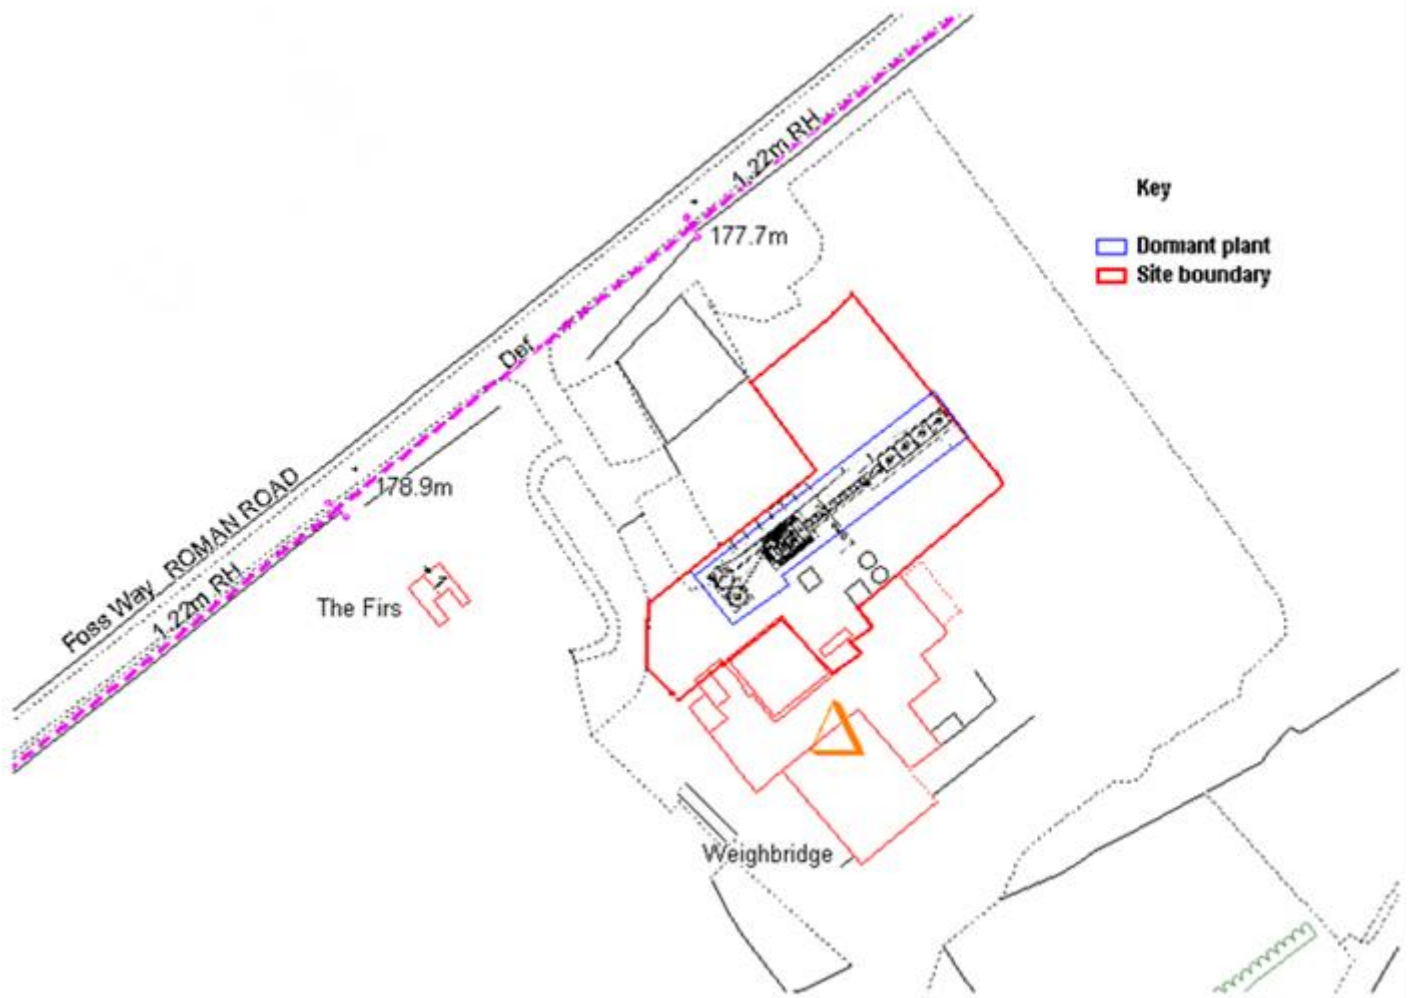 1.22m RH
Key
177.7m
Dormant plant
Site boundary
Def
178.9m
Foss Way ROMAN ROAD
1.22m RH
The Firs
Weighbridge